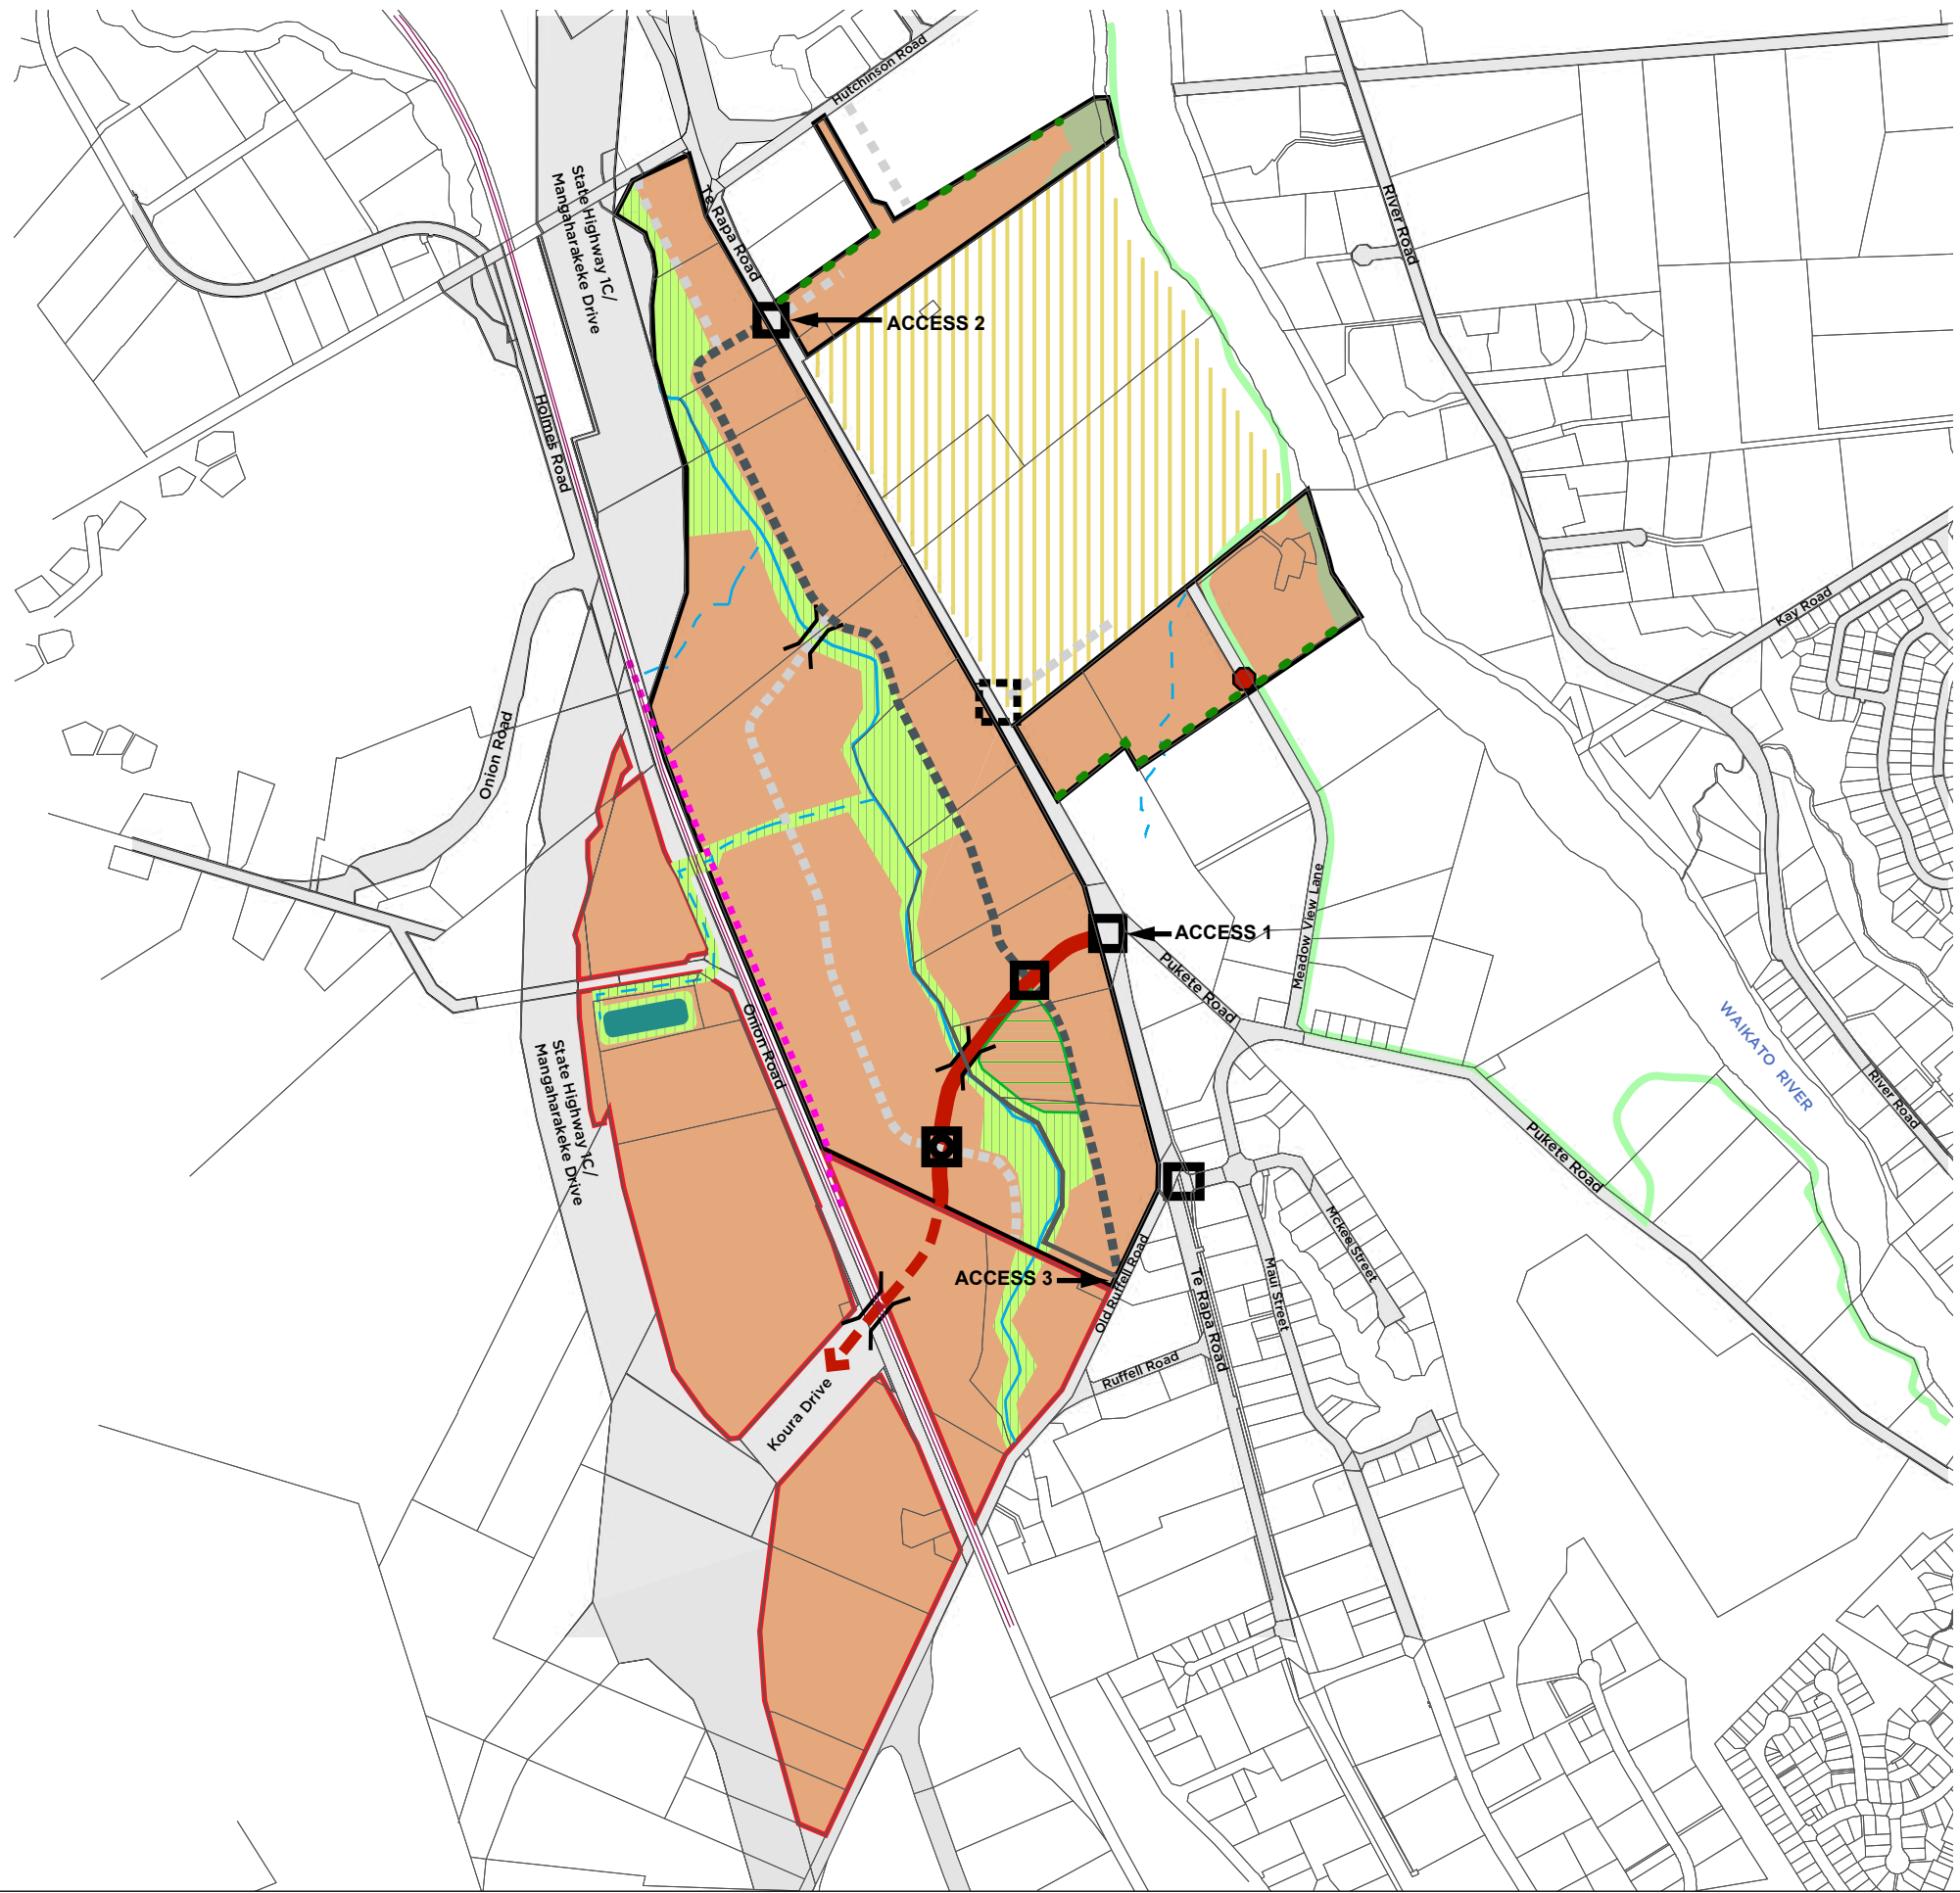 Hutchinson Road
State Highway 1C/
Mangaharakeke Drive
Te Rapa Road
River Road
ACCESS 2
Holmes Road
Kay Road
Onion Road
Meadow View Lane
ACCESS 1
Pukete Road
Onion Road
WAIKATO RIVER
River Road
State Highway 1C/
Mangaharakeke Drive
Pukete Road
Mckee Street
Maui Street
ACCESS 3
Old Ruffell Road
Te Rapa Road
Ruffell Road
Koura Drive